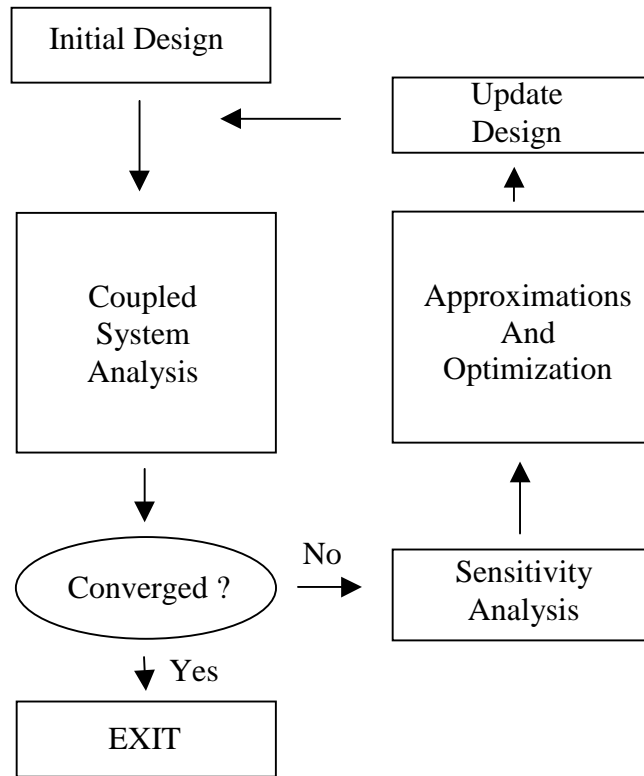 Initial Design
Update
Design
Coupled
System
Analysis
Approximations
And
Optimization
Converged ?
No
Sensitivity
Analysis
Yes
EXIT